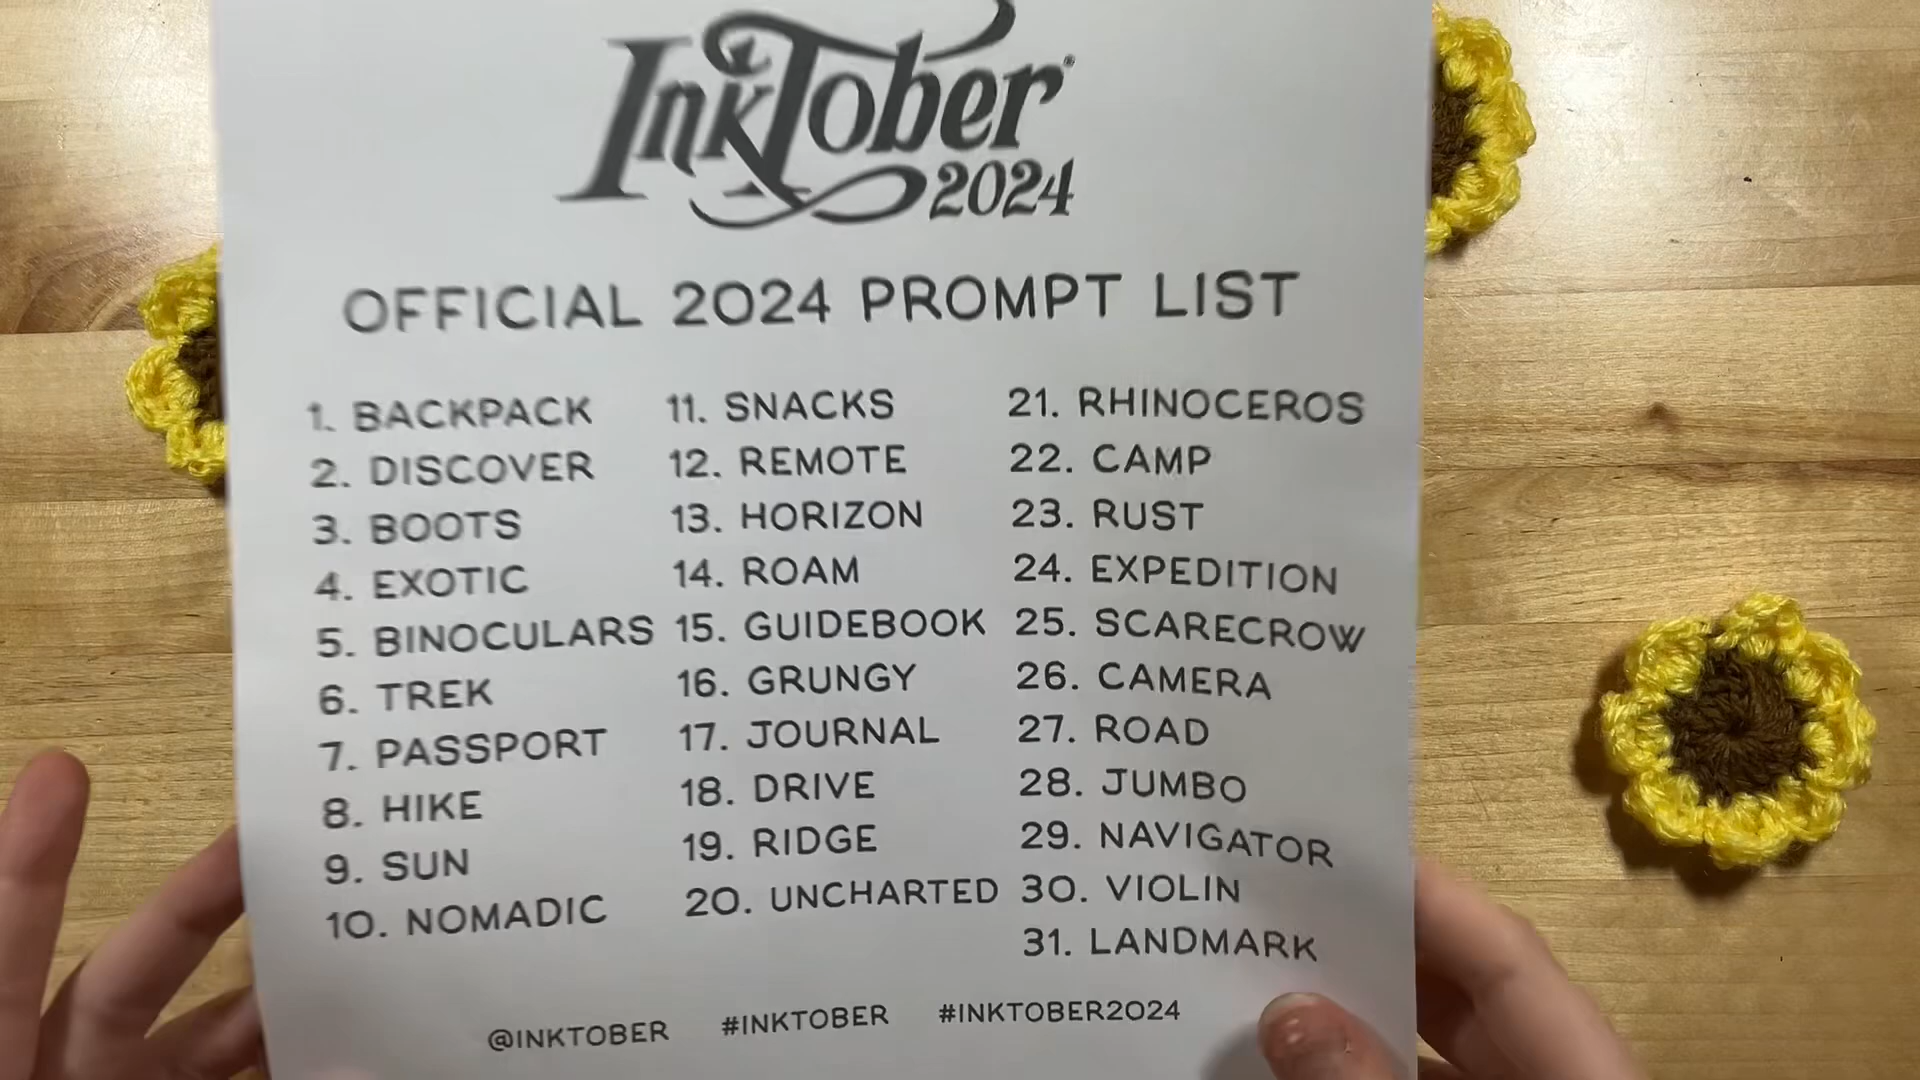 InkTober®
2024
OFFICIAL 2024 PROMPT LIST
1. BACKPACK
2. DISCOVER
3. BOOTS
4. EXOTIC
5. BINOCULARS
6. TREK
7. PASSPORT
8. HIKE
9. SUN
10. NOMADIC
11. SNACKS
12. REMOTE
13. HORIZON
14. ROAM
15. GUIDEBOOK
16. GRUNGY
17. JOURNAL
18. DRIVE
19. RIDGE
20. UNCHARTED
21. RHINOCEROS
22. CAMP
23. RUST
24. EXPEDITION
25. SCARECROW
26. CAMERA
27. ROAD
28. JUMBO
29. NAVIGATOR
30. VIOLIN
31. LANDMARK
@INKTOBER #INKTOBER #INKTOBER2024